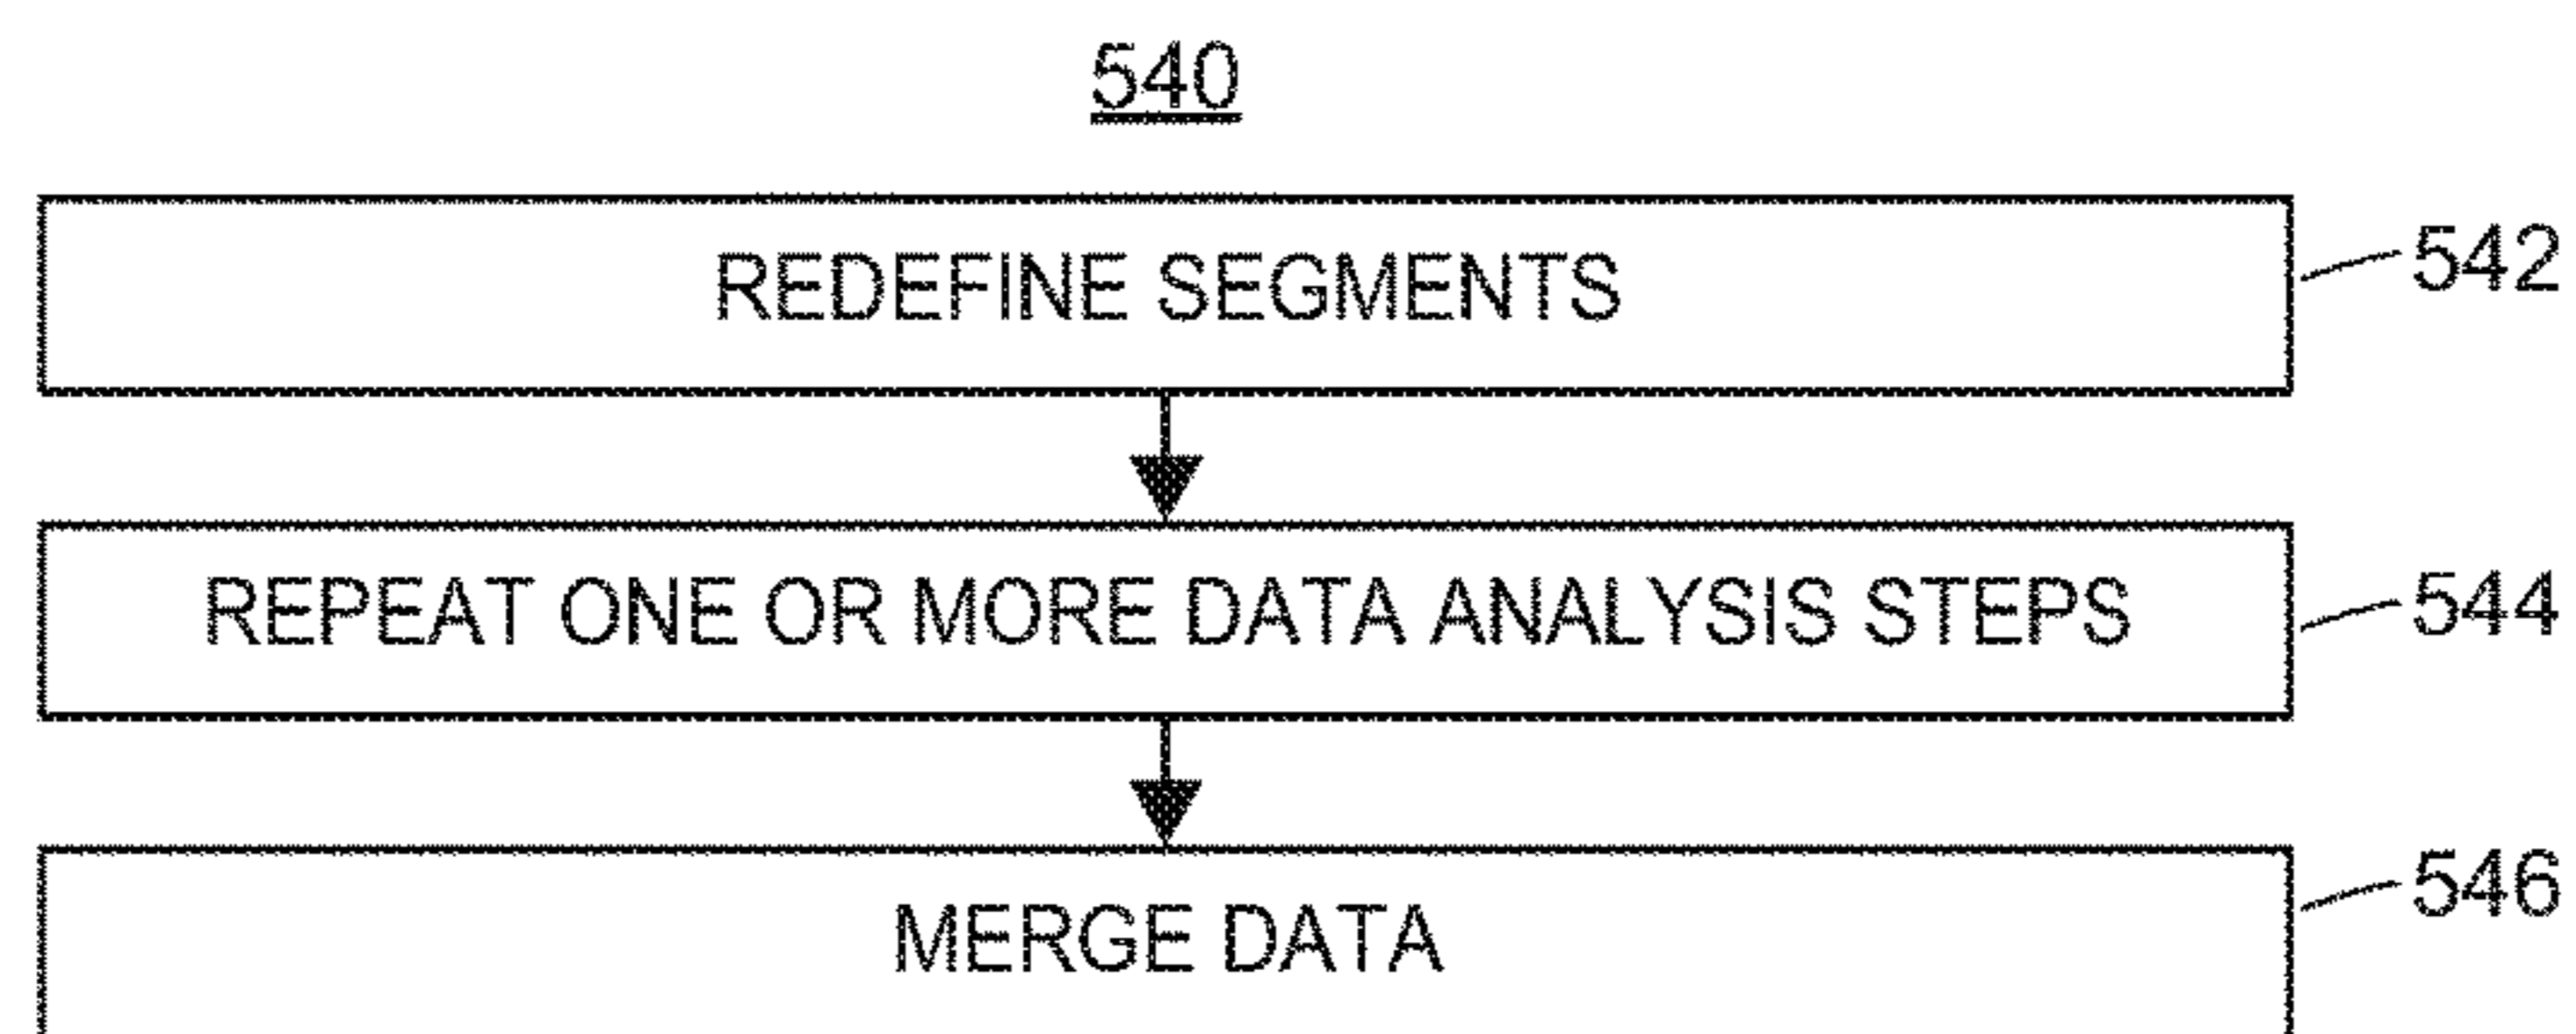 540
REDEFINE SEGMENTS
542
REPEAT ONE OR MORE DATA ANALYSIS STEPS
544
MERGE DATA
546